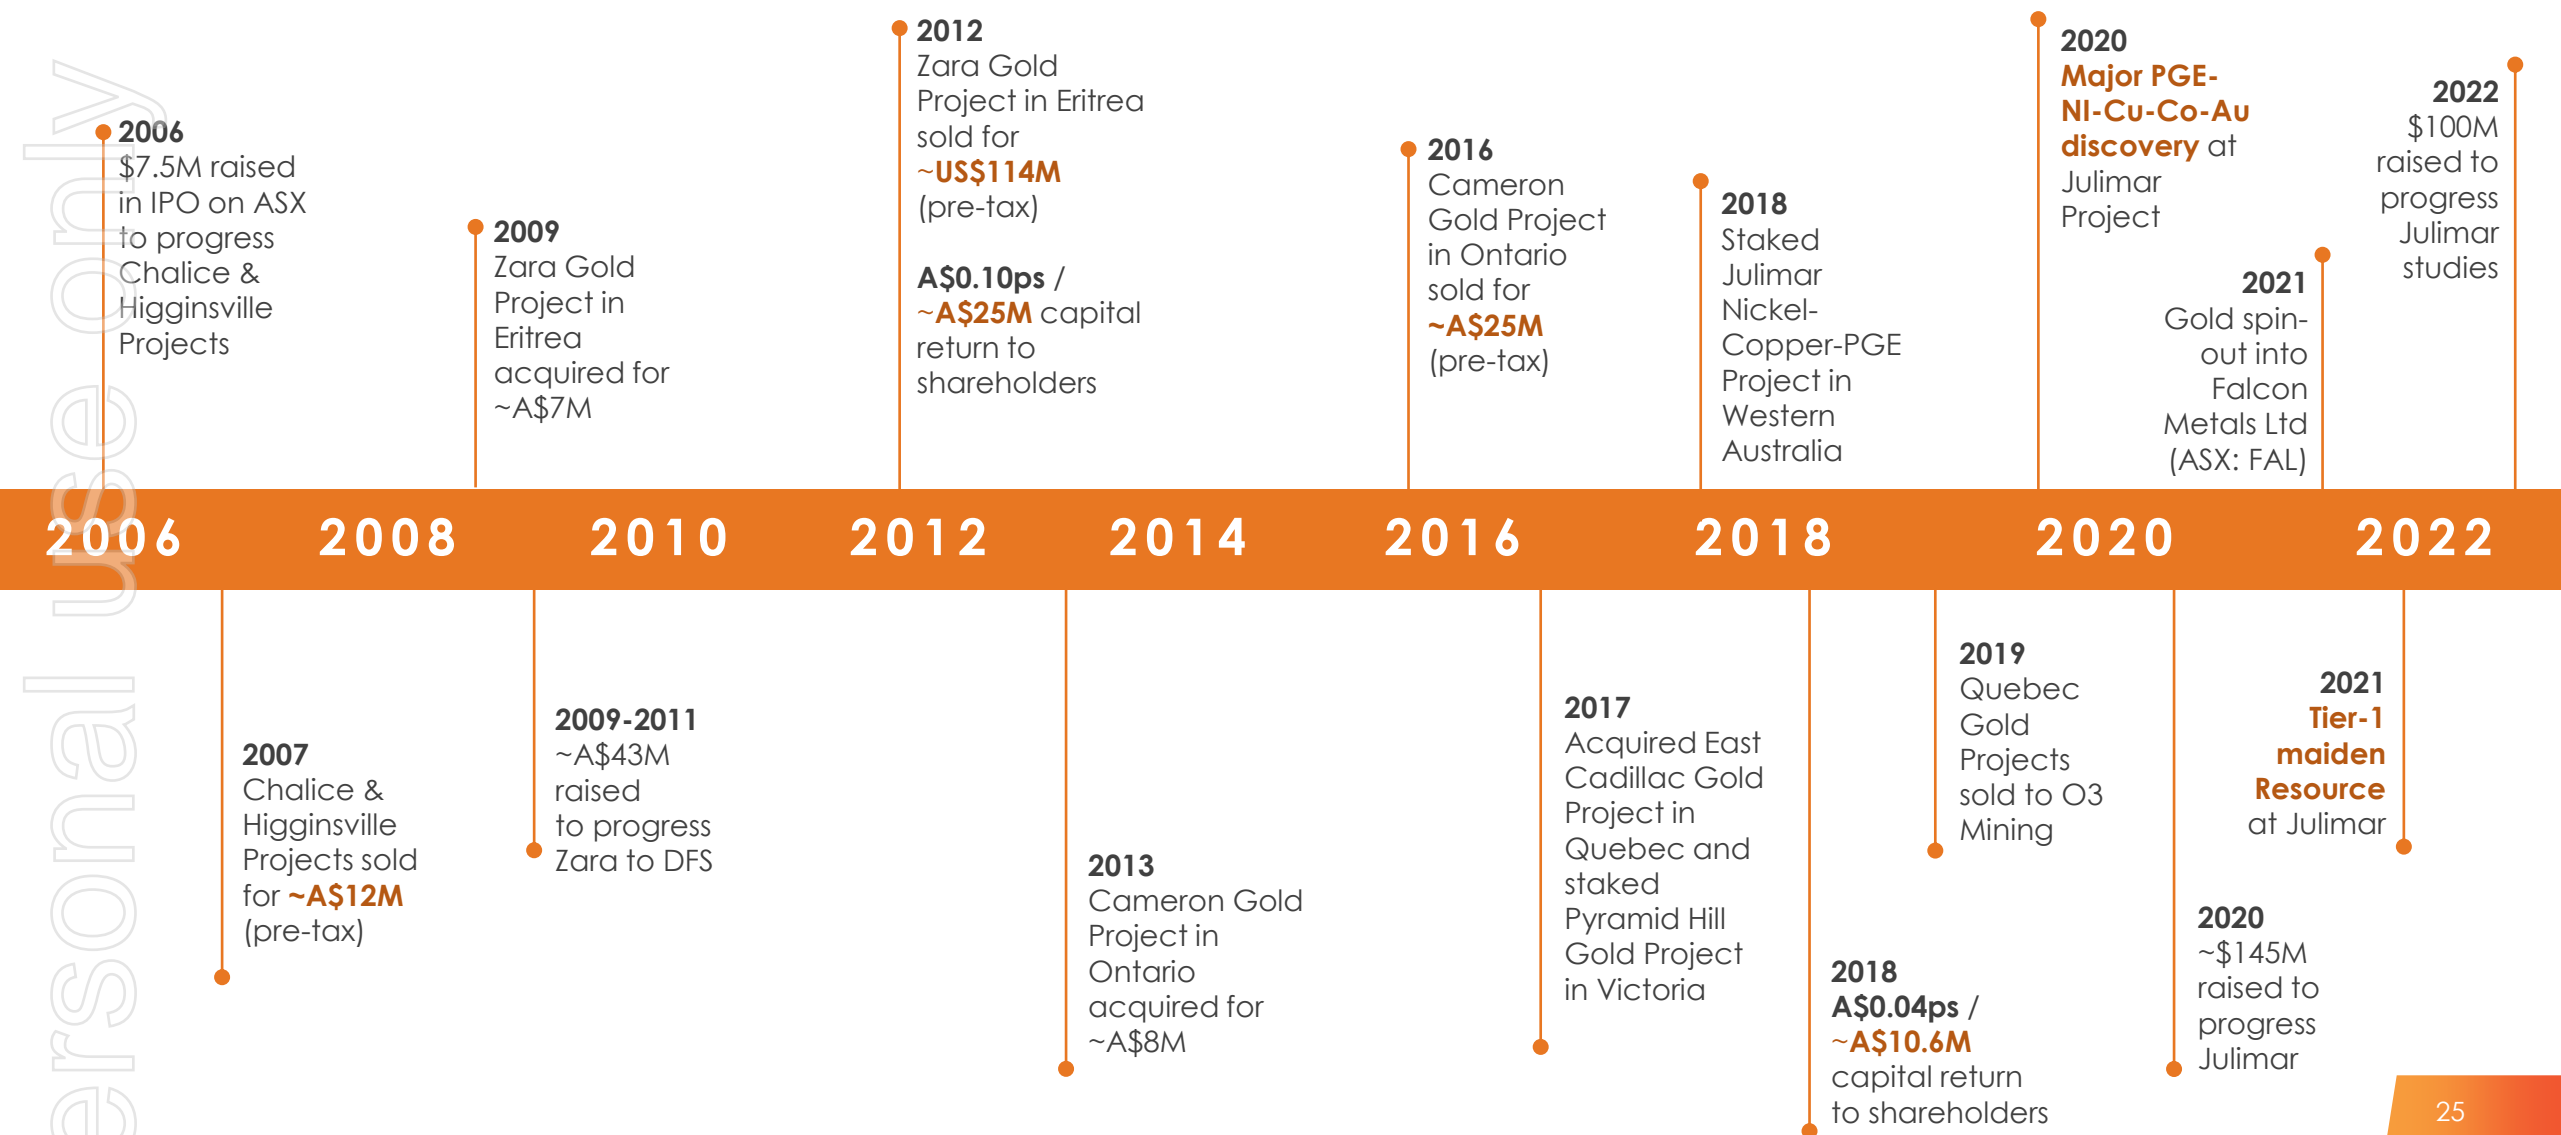 2006
$7.5M raised
in IPO on ASX
to progress
Chalice &
Higginsville
Projects
2009
Zara Gold
Project in
Eritrea
acquired for
~A$7M
2012
Zara Gold
Project in Eritrea
sold for
~US$114M
(pre-tax)
A$0.10ps /
~A$25M capital
return to
shareholders
2016
Cameron
Gold Project
in Ontario
sold for
~A$25M
(pre-tax)
2018
Staked
Julimar
Nickel-
Copper-PGE
Project in
Western
Australia
2020
Major PGE-
NI-Cu-Co-Au
discovery at
Julimar
Project
2021
Gold spin-
out into
Falcon
Metals Ltd
(ASX: FAL)
2022
$100M
raised to
progress
Julimar
studies
2006 2008 2010 2012 2014 2016 2018 2020 2022
2007
Chalice &
Higginsville
Projects sold
for ~A$12M
(pre-tax)
2009-2011
~A$43M
raised
to progress
Zara to DFS
2013
Cameron Gold
Project in
Ontario
acquired for
~A$8M
2017
Acquired East
Cadillac Gold
Project in
Quebec and
staked
Pyramid Hill
Gold Project
in Victoria
2018
A$0.04ps /
~A$10.6M
capital return
to shareholders
2019
Quebec
Gold
Projects
sold to O3
Mining
2020
~$145M
raised to
progress
Julimar
2021
Tier-1
maiden
Resource
at Julimar
25
ersonal use only